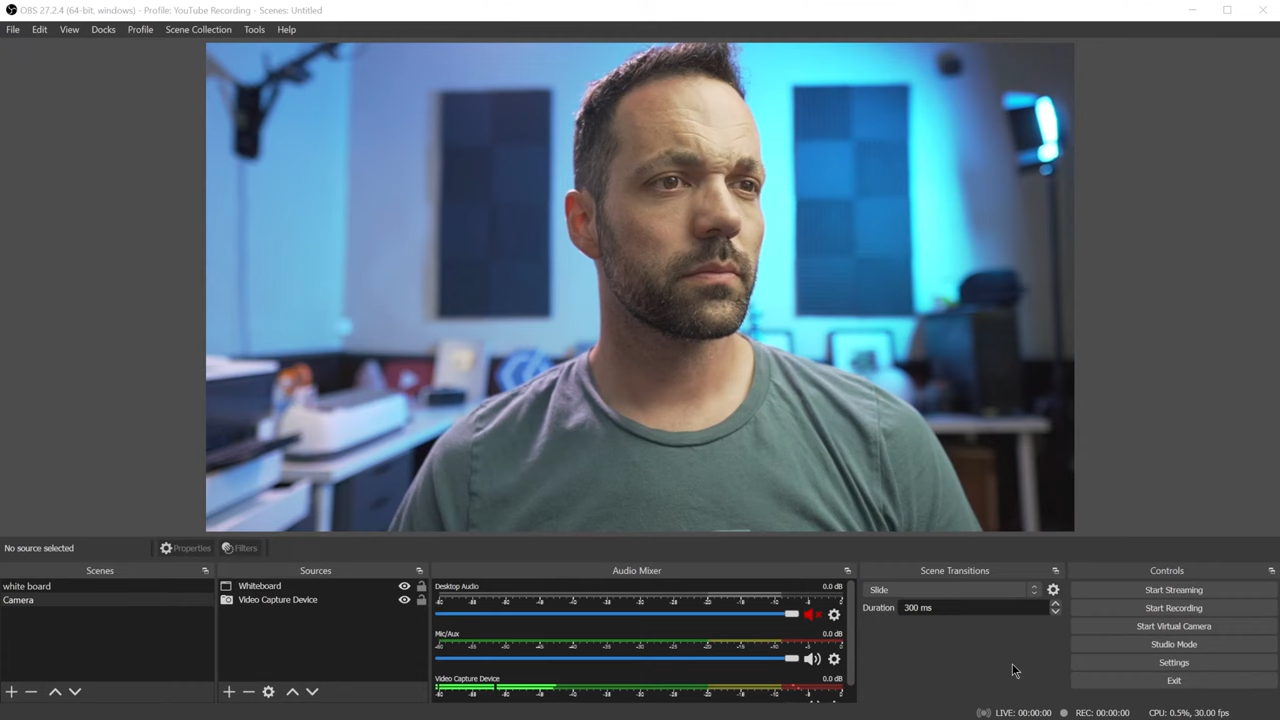 OBS 27.2.4 (64-bit, windows) - Profile: YouTube Recording - Scenes: Untitled
File Edit View Docks Profile Scene Collection Tools Help
No source selected Properties Filters
Scenes
white board
Camera
Sources
Whiteboard
Video Capture Device
Audio Mixer
Desktop Audio 0.0 dB
Mic/Aux 0.0 dB
Video Capture Device 0.0 dB
Scene Transitions
Slide
Duration 300 ms
Controls
Start Streaming
Start Recording
Start Virtual Camera
Studio Mode
Settings
Exit
LIVE: 00:00:00 REC: 00:00:00 CPU: 0.5%, 30.00 fps